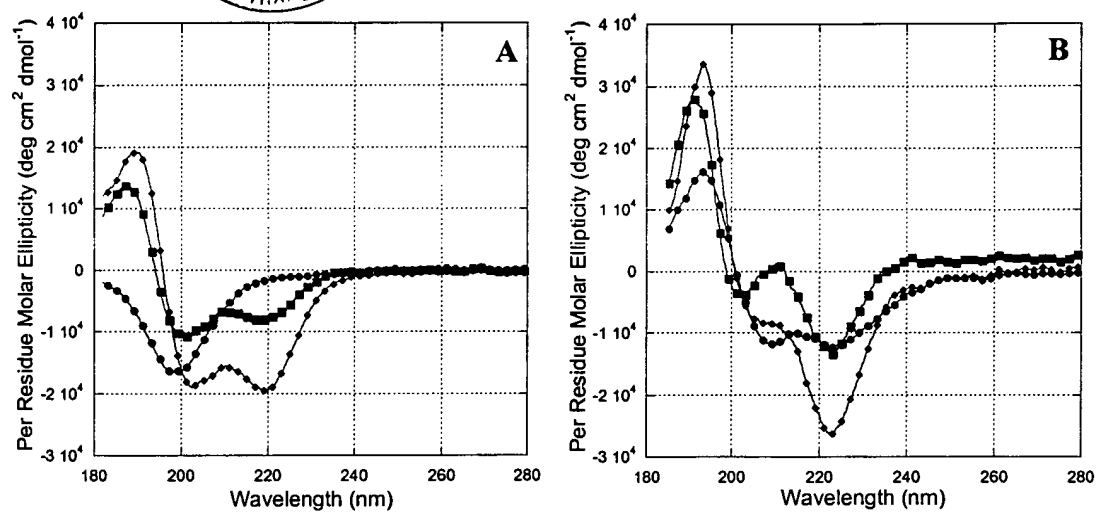 A
Per Residue Molar Ellipticity (deg cm² dmol⁻¹)
4 10⁴
3 10⁴
2 10⁴
1 10⁴
0
-1 10⁴
-2 10⁴
-3 10⁴
180 200 220 240 260 280
Wavelength (nm)
B
Per Residue Molar Ellipticity (deg cm² dmol⁻¹)
4 10⁴
3 10⁴
2 10⁴
1 10⁴
0
-1 10⁴
-2 10⁴
-3 10⁴
180 200 220 240 260 280
Wavelength (nm)